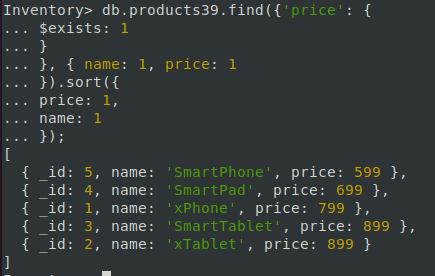 Inventory> db.products39.find({'price': {
... $exists: 1
... }
... }, { name: 1, price: 1
... }).sort({
... price: 1,
... name: 1
... });
[
  { _id: 5, name: 'SmartPhone', price: 599 },
  { _id: 4, name: 'SmartPad', price: 699 },
  { _id: 1, name: 'xPhone', price: 799 },
  { _id: 3, name: 'SmartTablet', price: 899 },
  { _id: 2, name: 'xTablet', price: 899 }
]